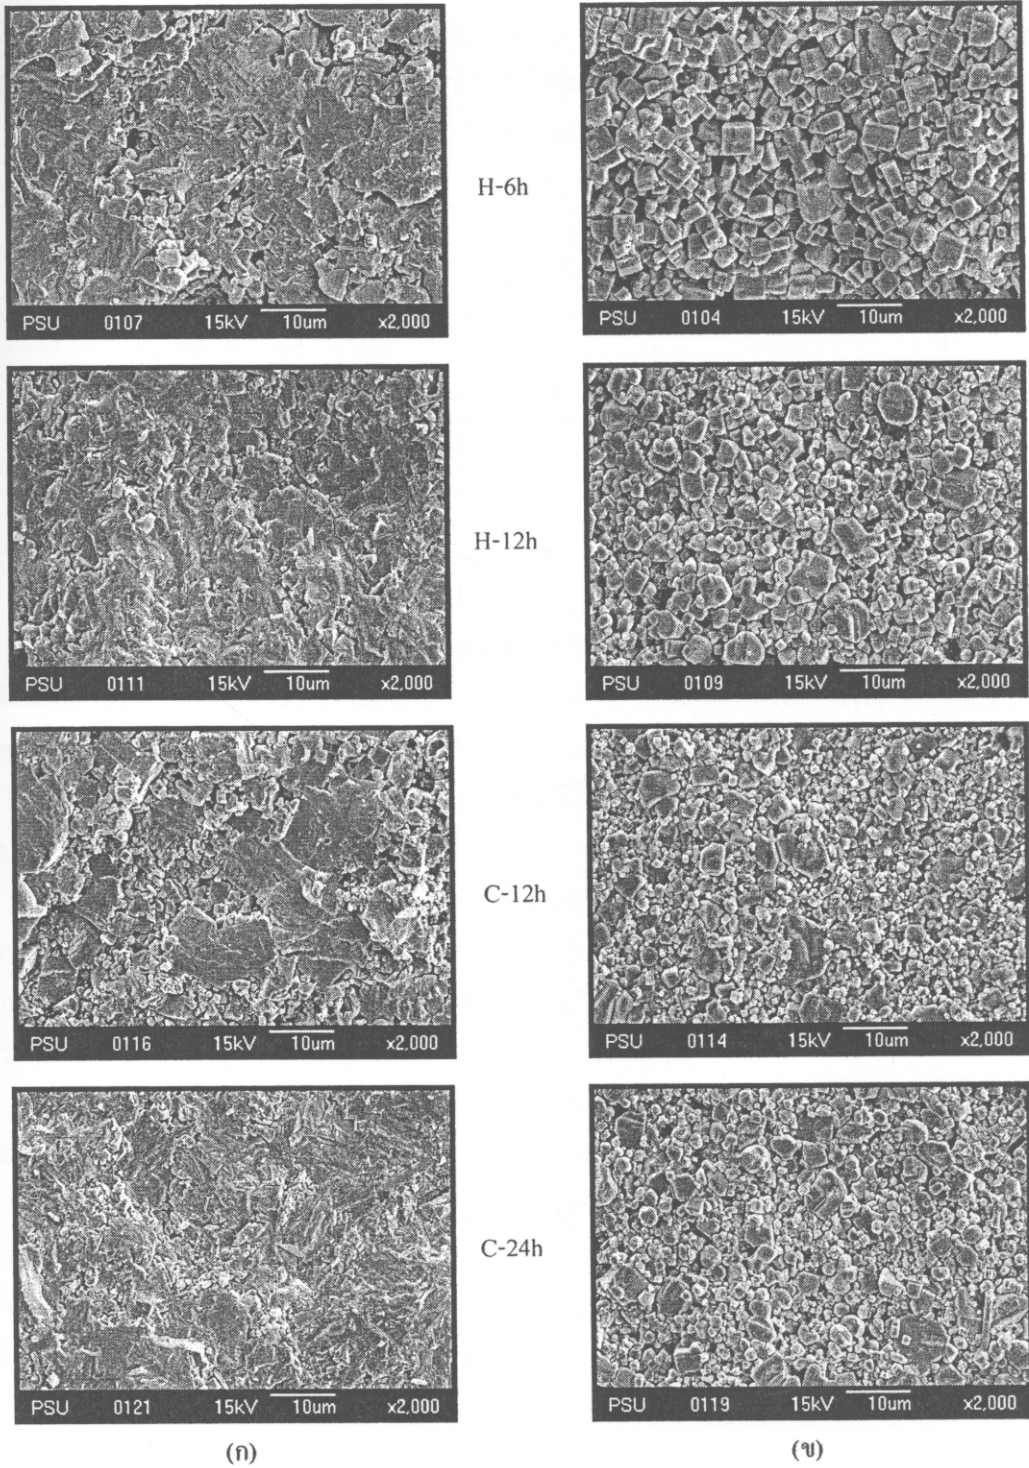 H-6h
PSU 0107 15kV 10um x2,000
PSU 0104 15kV 10um x2,000
H-12h
PSU 0111 15kV 10um x2,000
PSU 0109 15kV 10um x2,000
C-12h
PSU 0116 15kV 10um x2,000
PSU 0114 15kV 10um x2,000
C-24h
PSU 0121 15kV 10um x2,000
PSU 0119 15kV 10um x2,000
(ก)
(ข)